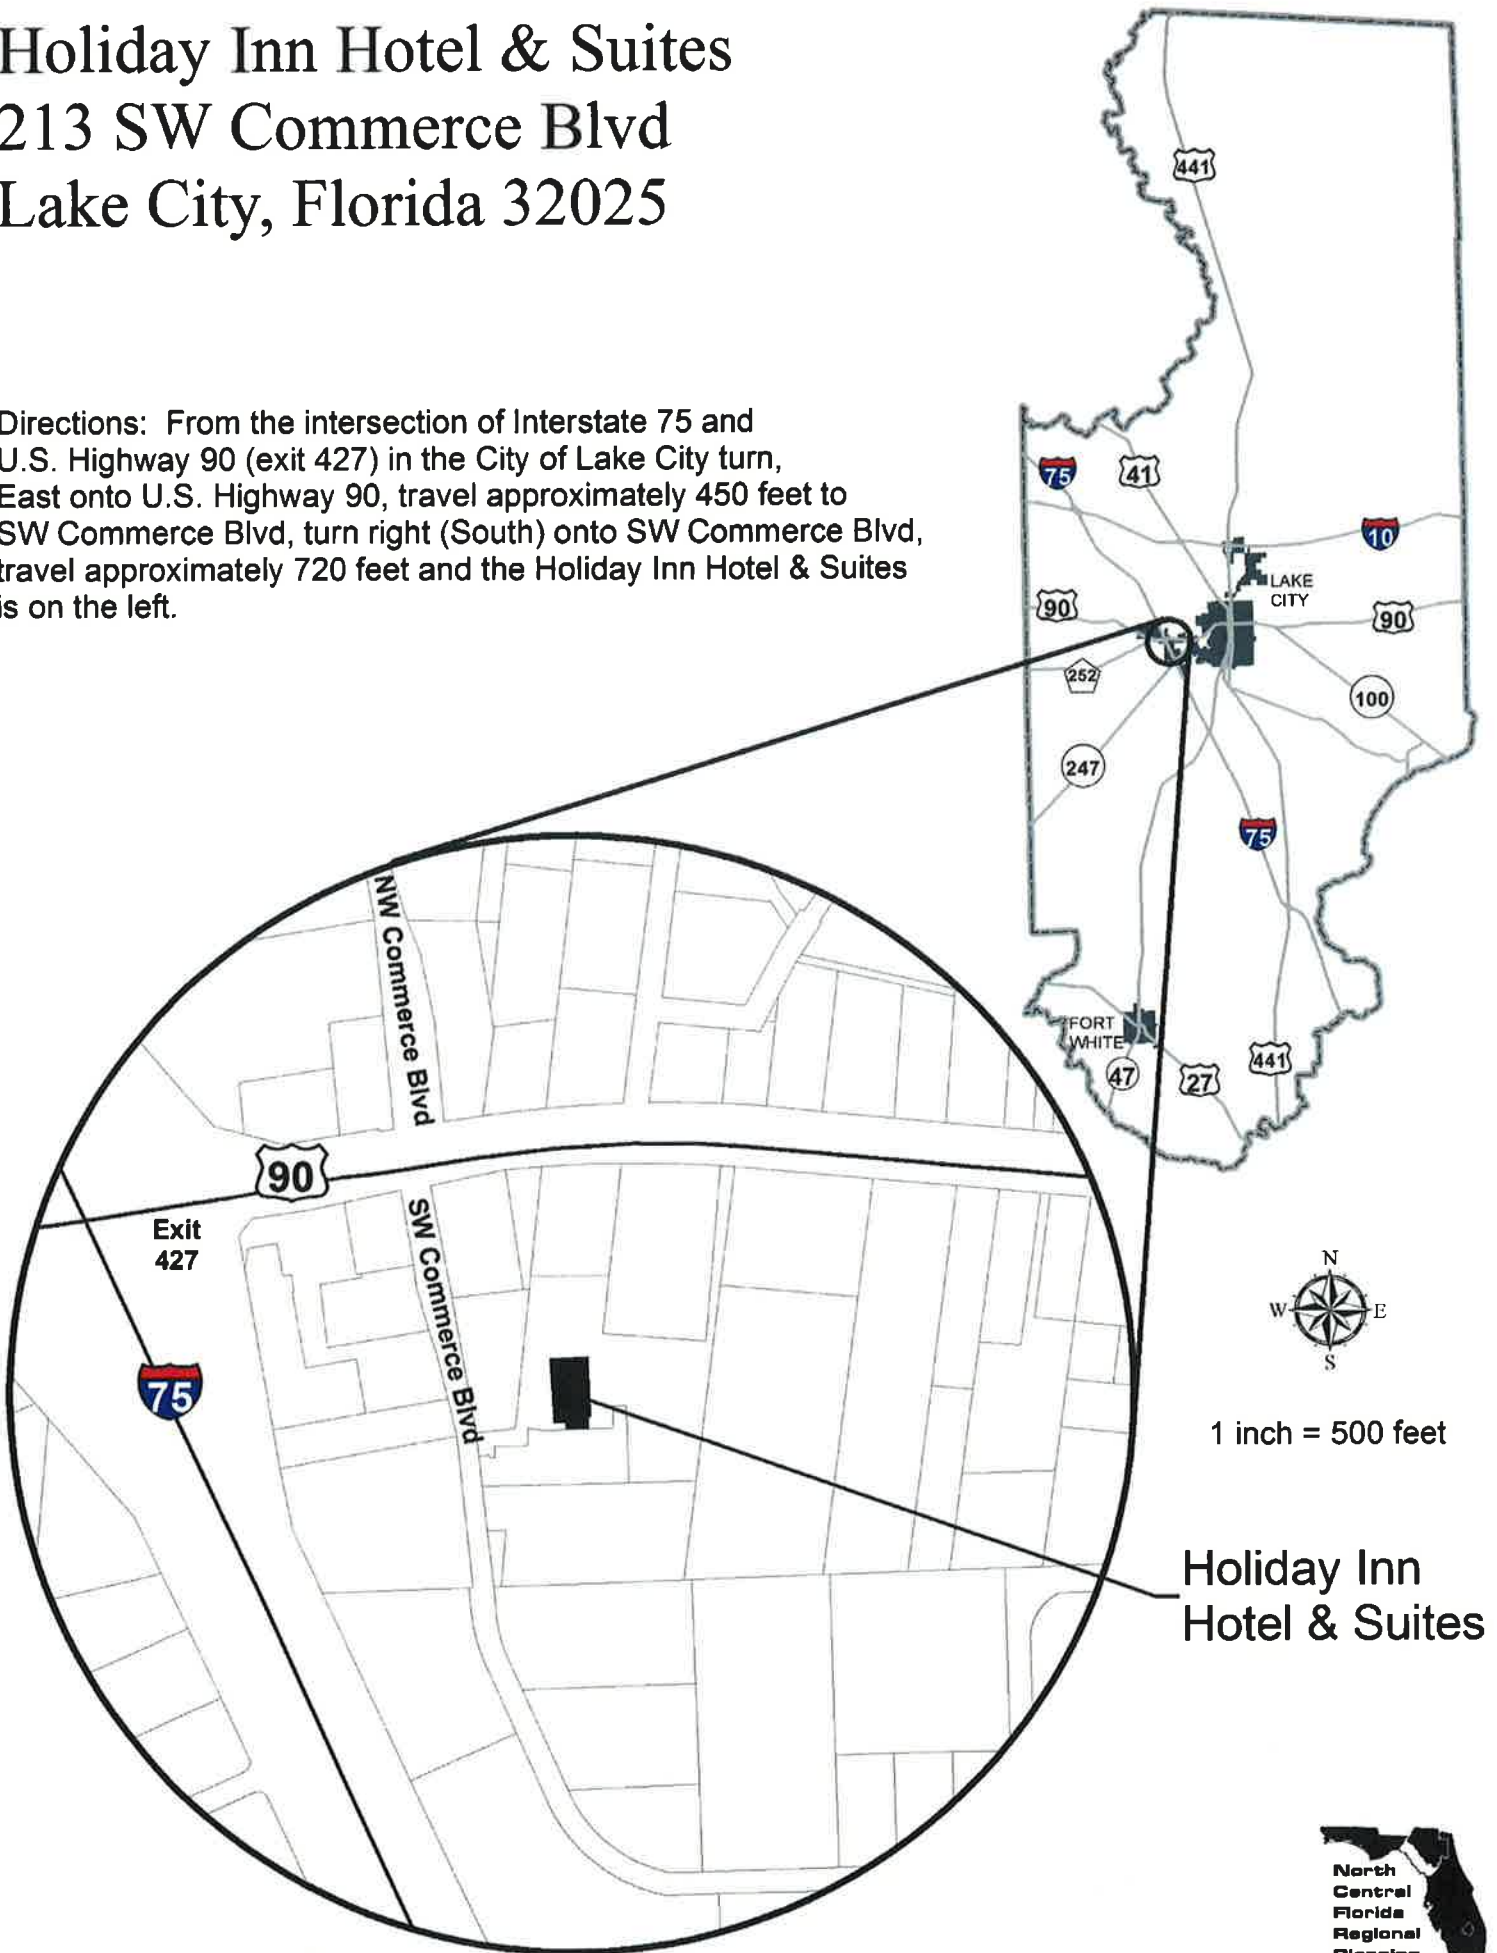 Holiday Inn Hotel & Suites
213 SW Commerce Blvd
Lake City, Florida 32025
Directions: From the intersection of Interstate 75 and
U.S. Highway 90 (exit 427) in the City of Lake City turn,
East onto U.S. Highway 90, travel approximately 450 feet to
SW Commerce Blvd, turn right (South) onto SW Commerce Blvd,
travel approximately 720 feet and the Holiday Inn Hotel & Suites
is on the left.
441
75
41
10
LAKE
CITY
90
90
252
100
247
75
FORT
WHITE
47
27
441
NW Commerce Blvd
90
Exit
427
SW Commerce Blvd
75
N
W
E
S
1 inch = 500 feet
Holiday Inn
Hotel & Suites
North
Central
Florida
Regional